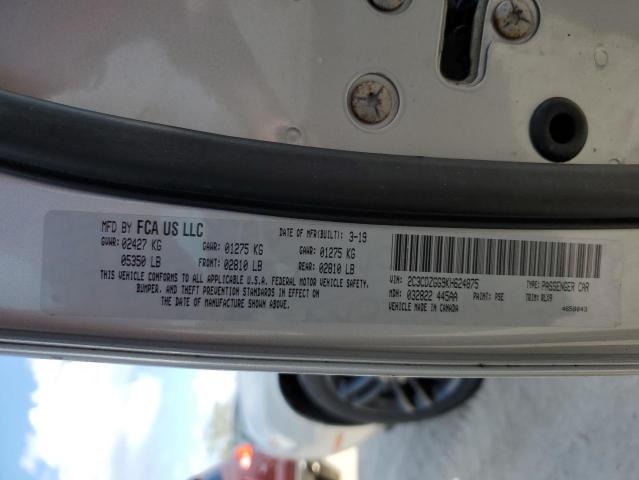 MFD BY FCA US LLC DATE OF MFR(BUILT): 3-19
GVWR: 02427 KG GAWR: 01275 KG GAWR: 01275 KG
05350 LB FRONT: 02810 LB REAR: 02810 LB
THIS VEHICLE CONFORMS TO ALL APPLICABLE U.S.A. FEDERAL MOTOR VEHICLE SAFETY,
BUMPER, AND THEFT PREVENTION STANDARDS IN EFFECT ON
THE DATE OF MANUFACTURE SHOWN ABOVE.
VIN: 2C3CDZGG9KH624875 TYPE: PASSENGER CAR
MDH: 032822 445AA PAINT: PSE TRIM: RLX9
VEHICLE MADE IN CANADA 4650043